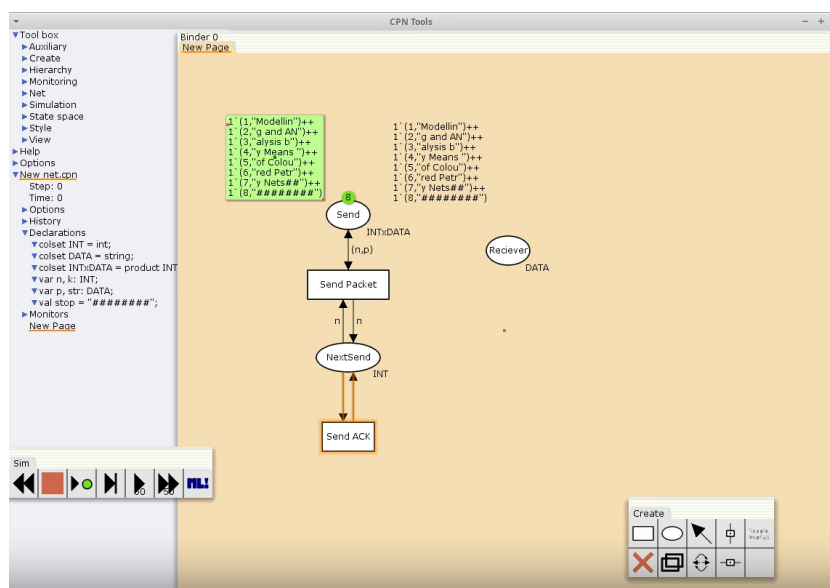 CPN Tools
Tool box
Auxiliary
Create
Hierarchy
Monitoring
Net
Simulation
State space
Style
View
Help
Options
New net.cpn
Step: 0
Time: 0
Options
History
Declarations
colset INT = int;
colset DATA = string;
colset INTxDATA = product INT
var n, k: INT;
var p, str: DATA;
val stop = "########";
Monitors
New Page
Binder 0
New Page
1`(1,"Modellin")++
1`(2,"g and AN")++
1`(3,"alysis b")++
1`(4,"y Means ")++
1`(5,"of Colou")++
1`(6,"red Petr")++
1`(7,"y Nets##")++
1`(8,"########")
1`(1,"Modellin")++
1`(2,"g and AN")++
1`(3,"alysis b")++
1`(4,"y Means ")++
1`(5,"of Colou")++
1`(6,"red Petr")++
1`(7,"y Nets##")++
1`(8,"########")
8
Send
INTxDATA
(n,p)
Reciever
DATA
Send Packet
n n
NextSend
INT
Send ACK
Sim
50
ML!
Create